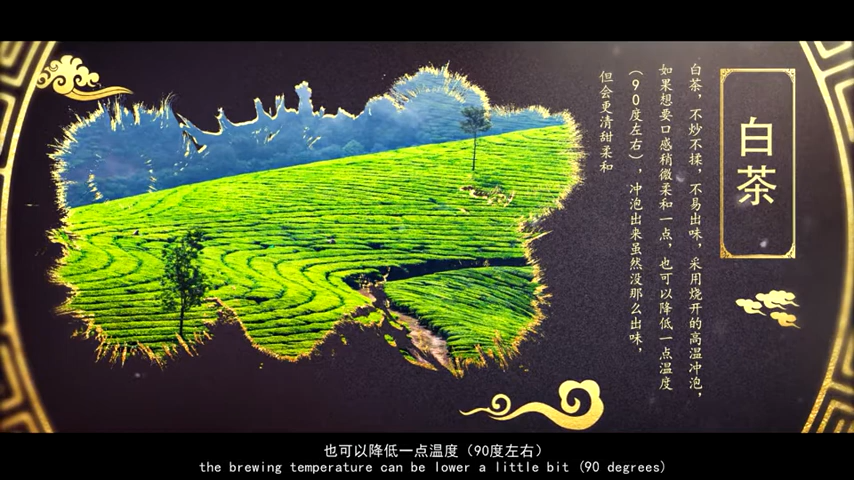 白茶
白茶，不炒不揉，不易出味，采用烧开的高温冲泡，
如果想要口感稍微柔和一点，也可以降低一点温度
（90度左右），冲泡出来虽然没那么出味，
但会更清甜柔和
也可以降低一点温度（90度左右）
the brewing temperature can be lower a little bit (90 degrees)